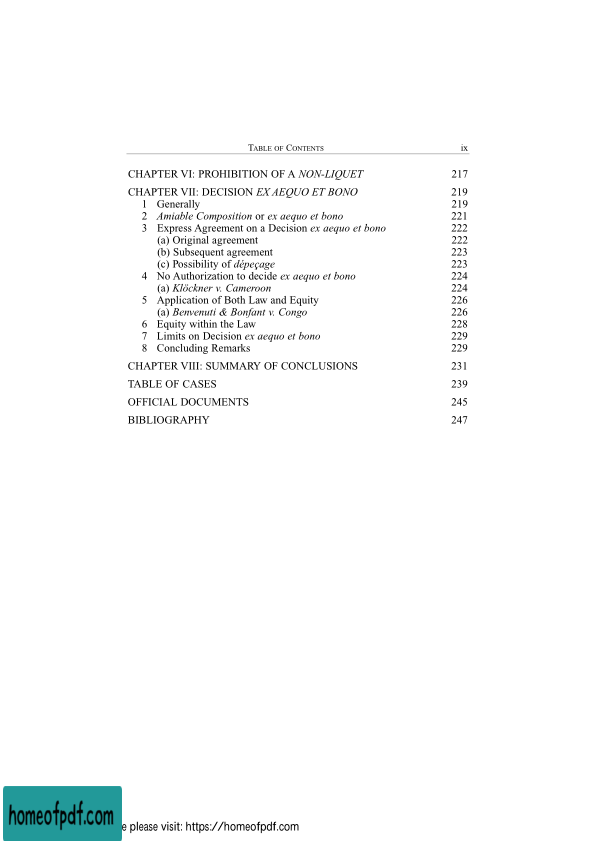 TABLE OF CONTENTS ix
CHAPTER VI: PROHIBITION OF A NON-LIQUET 217
CHAPTER VII: DECISION EX AEQUO ET BONO 219
1 Generally 219
2 Amiable Composition or ex aequo et bono 221
3 Express Agreement on a Decision ex aequo et bono 222
(a) Original agreement 222
(b) Subsequent agreement 223
(c) Possibility of dépeçage 223
4 No Authorization to decide ex aequo et bono 224
(a) Klöckner v. Cameroon 224
5 Application of Both Law and Equity 226
(a) Benvenuti & Bonfant v. Congo 226
6 Equity within the Law 228
7 Limits on Decision ex aequo et bono 229
8 Concluding Remarks 229
CHAPTER VIII: SUMMARY OF CONCLUSIONS 231
TABLE OF CASES 239
OFFICIAL DOCUMENTS 245
BIBLIOGRAPHY 247
homeofpdf.com
e please visit: https://homeofpdf.com